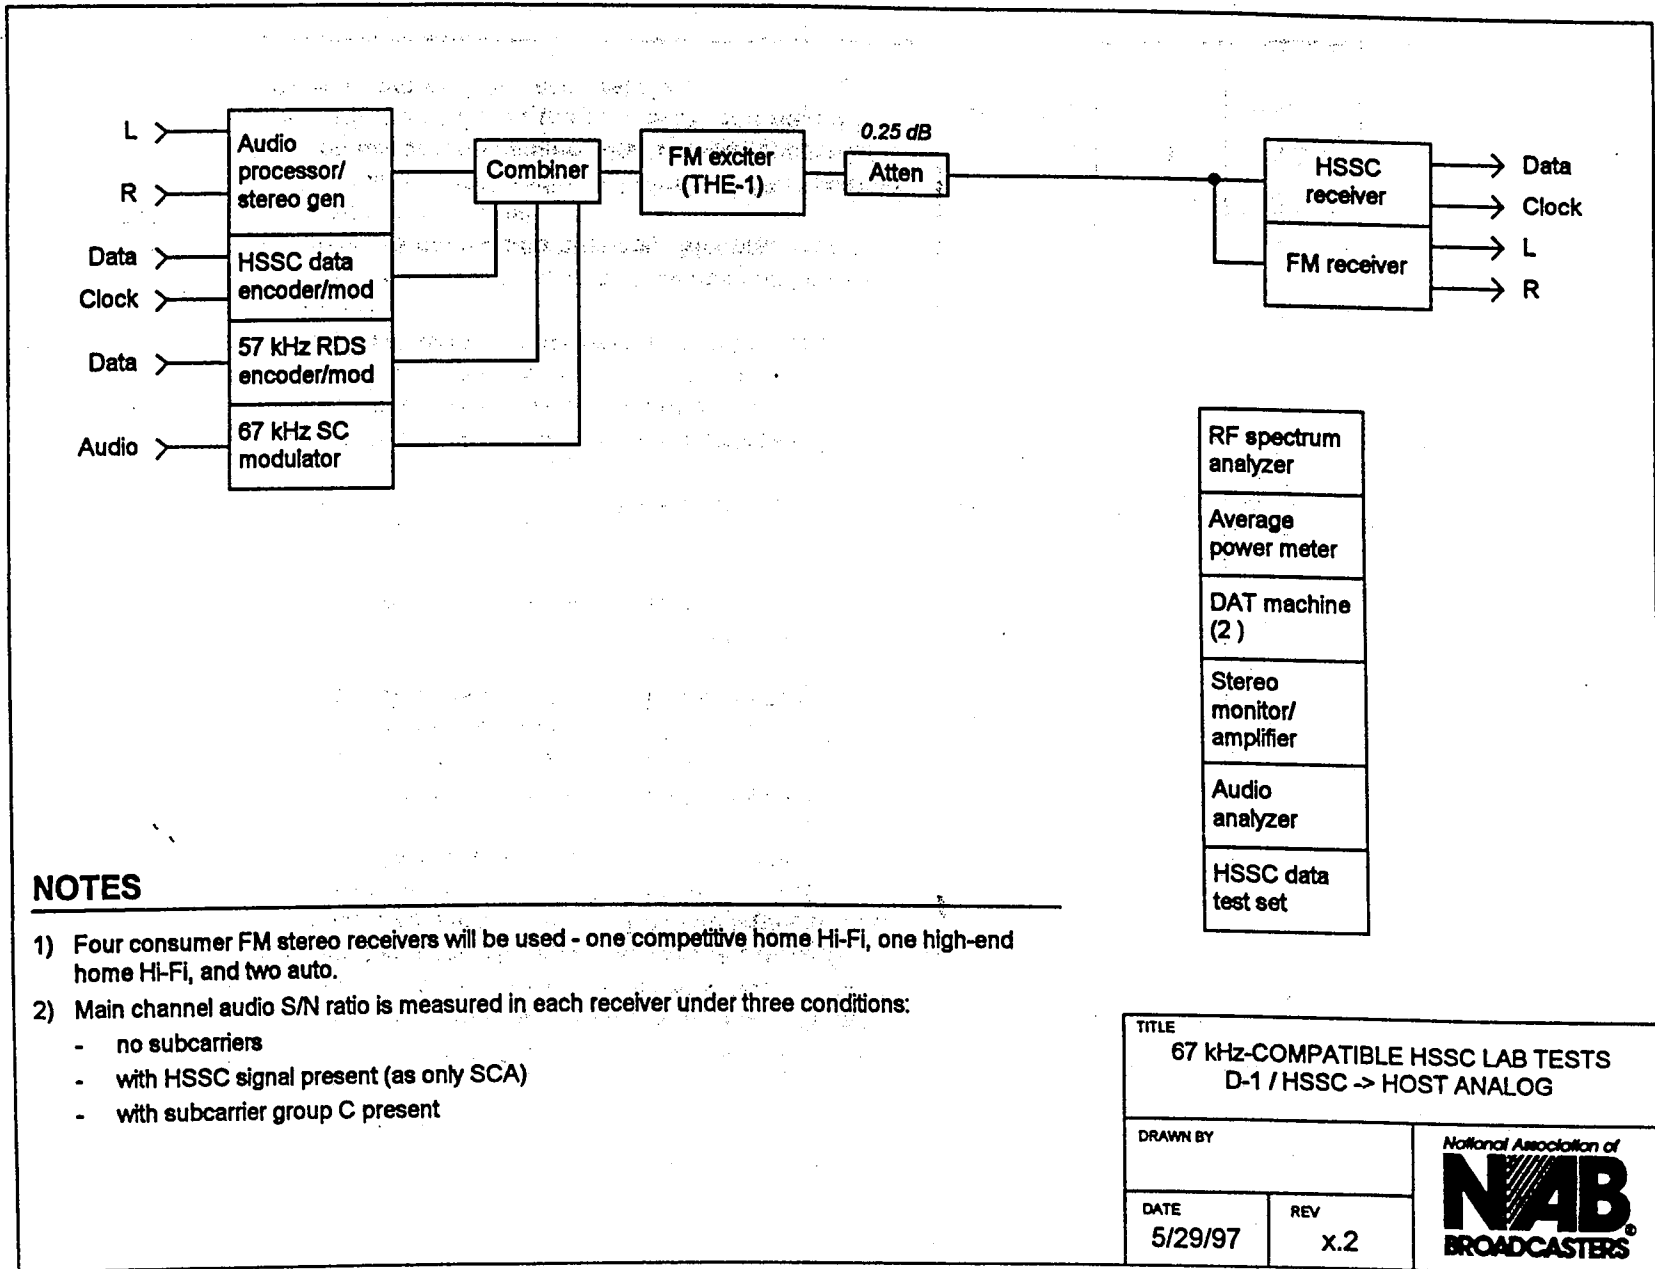 L
R
Data
Clock
Data
Audio
Audio
processor/
stereo gen
HSSC data
encoder/mod
57 kHz RDS
encoder/mod
67 kHz SC
modulator
Combiner
FM exciter
(THE-1)
0.25 dB
Atten
HSSC
receiver
FM receiver
Data
Clock
L
R
RF spectrum
analyzer
Average
power meter
DAT machine
(2 )
Stereo
monitor/
amplifier
Audio
analyzer
HSSC data
test set
NOTES
1) Four consumer FM stereo receivers will be used - one competitive home Hi-Fi, one high-end
home Hi-Fi, and two auto.
2) Main channel audio S/N ratio is measured in each receiver under three conditions:
- no subcarriers
- with HSSC signal present (as only SCA)
- with subcarrier group C present
TITLE
67 kHz-COMPATIBLE HSSC LAB TESTS
D-1 / HSSC -> HOST ANALOG
DRAWN BY
DATE
5/29/97
REV
x.2
National Association of
NAB®
BROADCASTERS